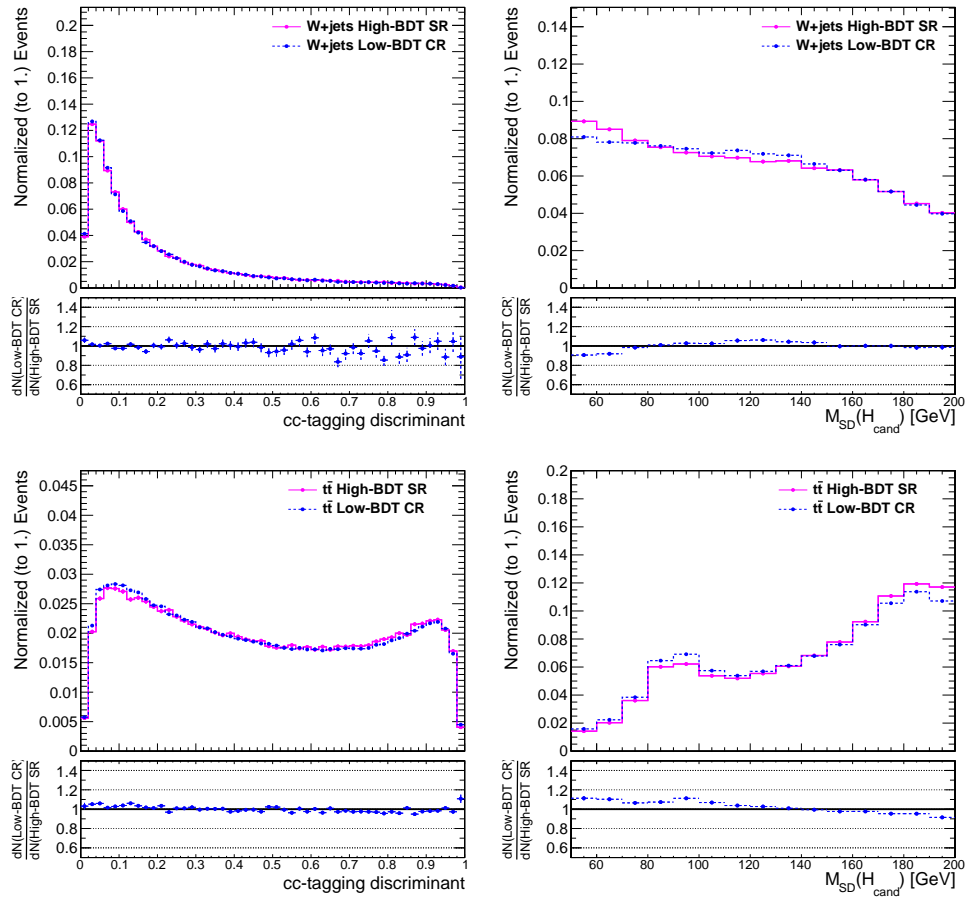 Normalized (to 1.) Events
0.2
0.18
0.16
0.14
0.12
0.1
0.08
0.06
0.04
0.02
0
W+jets High-BDT SR
W+jets Low-BDT CR
dN(Low-BDT CR)
dN(High-BDT SR
1.4
1.2
1
0.8
0.6
0 0.1 0.2 0.3 0.4 0.5 0.6 0.7 0.8 0.9 1
cc-tagging discriminant
Normalized (to 1.) Events
0.14
0.12
0.1
0.08
0.06
0.04
0.02
0
W+jets High-BDT SR
W+jets Low-BDT CR
dN(Low-BDT CR)
dN(High-BDT SR
1.4
1.2
1
0.8
0.6
60 80 100 120 140 160 180 200
M_SD(H_cand) [GeV]
Normalized (to 1.) Events
0.045
0.04
0.035
0.03
0.025
0.02
0.015
0.01
0.005
0
tt̄ High-BDT SR
tt̄ Low-BDT CR
dN(Low-BDT CR)
dN(High-BDT SR
1.4
1.2
1
0.8
0.6
0 0.1 0.2 0.3 0.4 0.5 0.6 0.7 0.8 0.9 1
cc-tagging discriminant
Normalized (to 1.) Events
0.2
0.18
0.16
0.14
0.12
0.1
0.08
0.06
0.04
0.02
0
tt̄ High-BDT SR
tt̄ Low-BDT CR
dN(Low-BDT CR)
dN(High-BDT SR
1.4
1.2
1
0.8
0.6
60 80 100 120 140 160 180 200
M_SD(H_cand) [GeV]